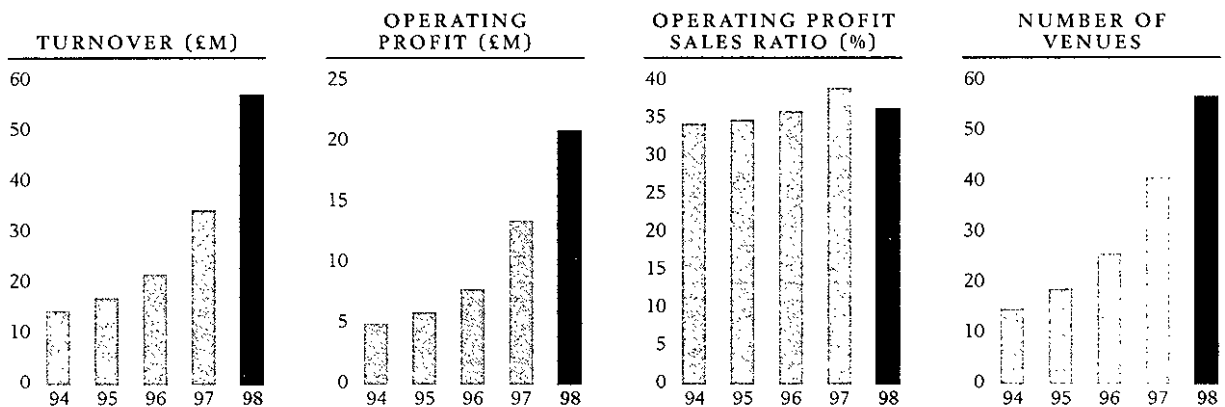 TURNOVER (£M)
60
50
40
30
20
10
0
94 95 96 97 98
OPERATING
PROFIT (£M)
25
20
15
10
5
0
94 95 96 97 98
OPERATING PROFIT
SALES RATIO (%)
40
35
30
25
20
15
10
5
0
94 95 96 97 98
NUMBER OF
VENUES
60
50
40
30
20
10
0
94 95 96 97 98